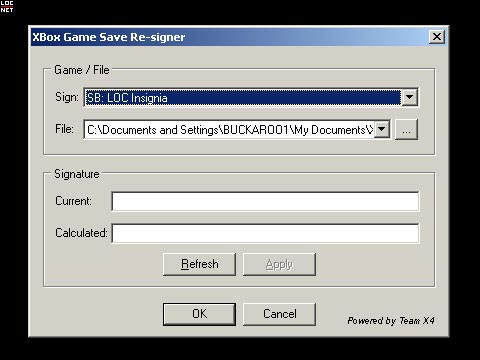 LOC
NET
XBox Game Save Re-signer
Game / File
Sign: SB: LOC Insignia
File: C:\Documents and Settings\BUCKAROO1\My Documents\X ...
Signature
Current:
Calculated:
Refresh Apply
OK Cancel
Powered by Team X4